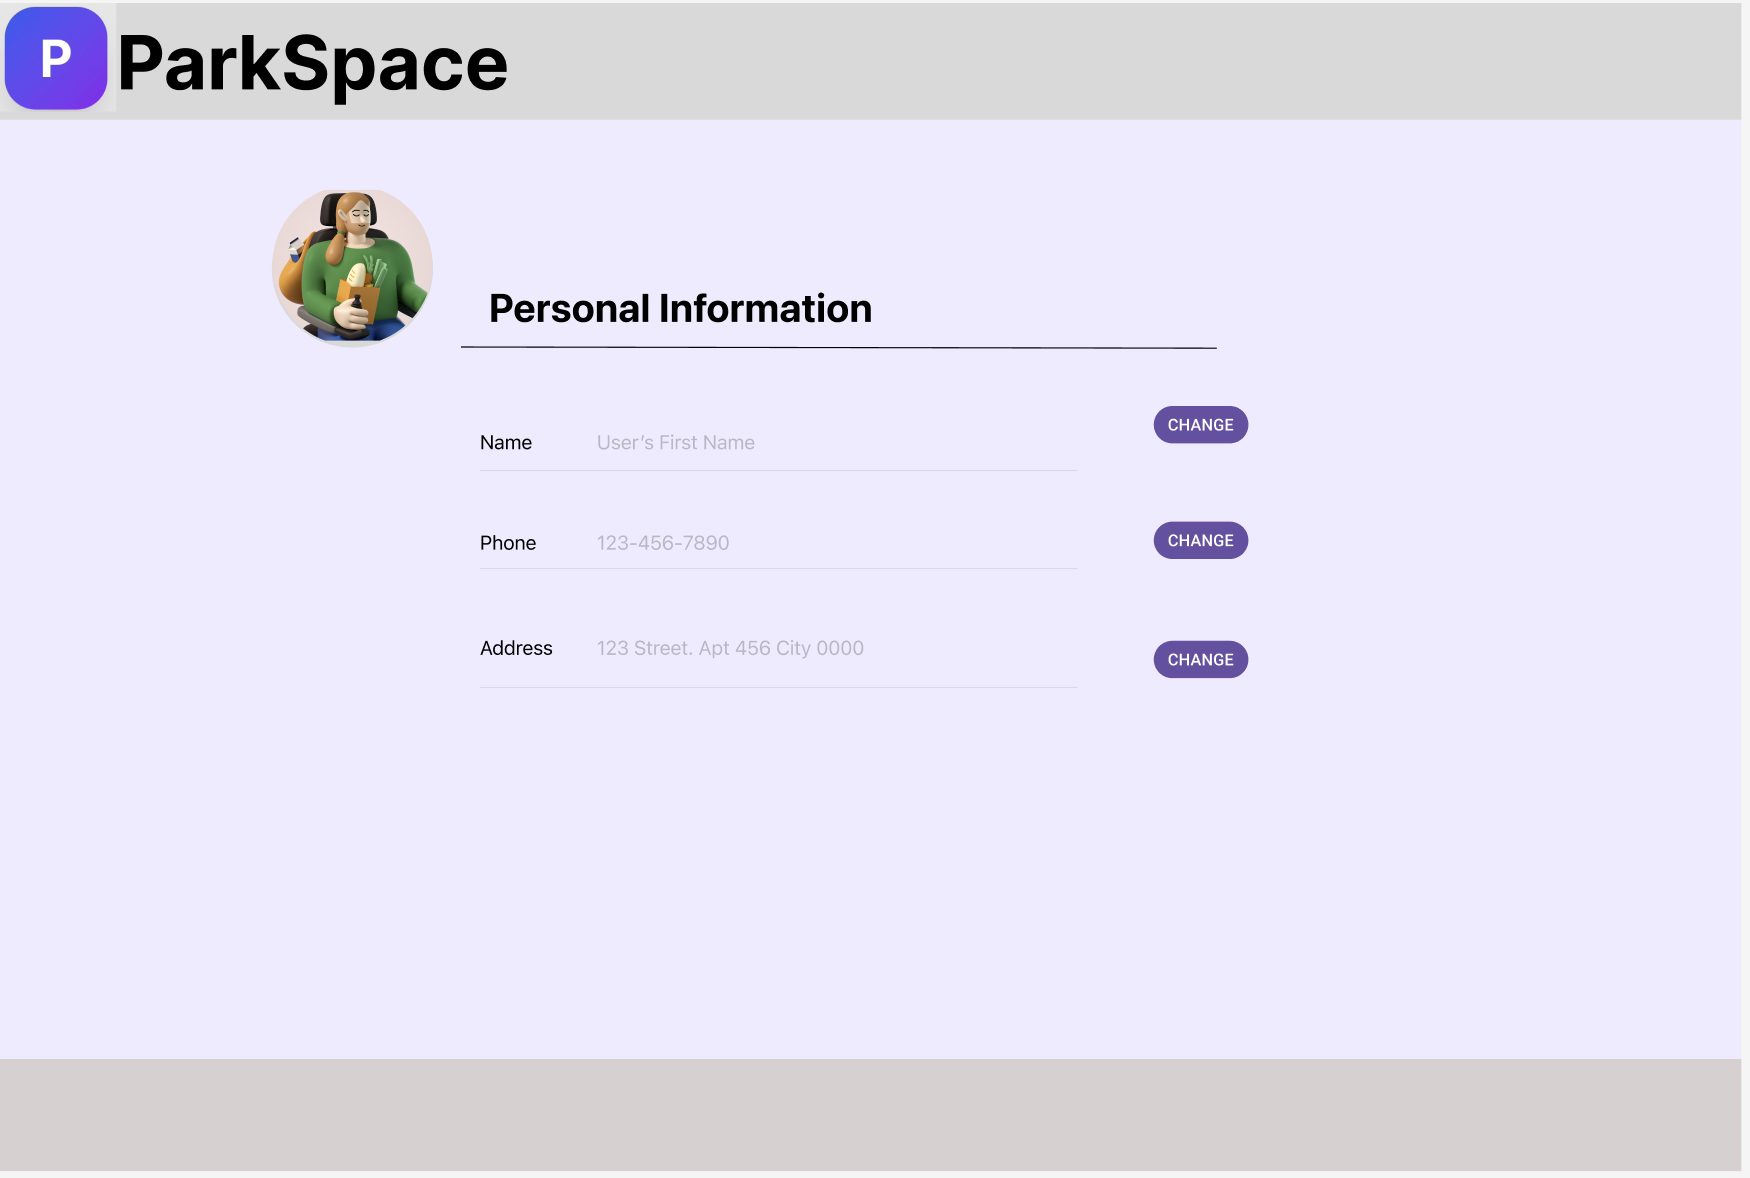 P ParkSpace
Personal Information
Name User’s First Name CHANGE
Phone 123-456-7890 CHANGE
Address 123 Street. Apt 456 City 0000 CHANGE